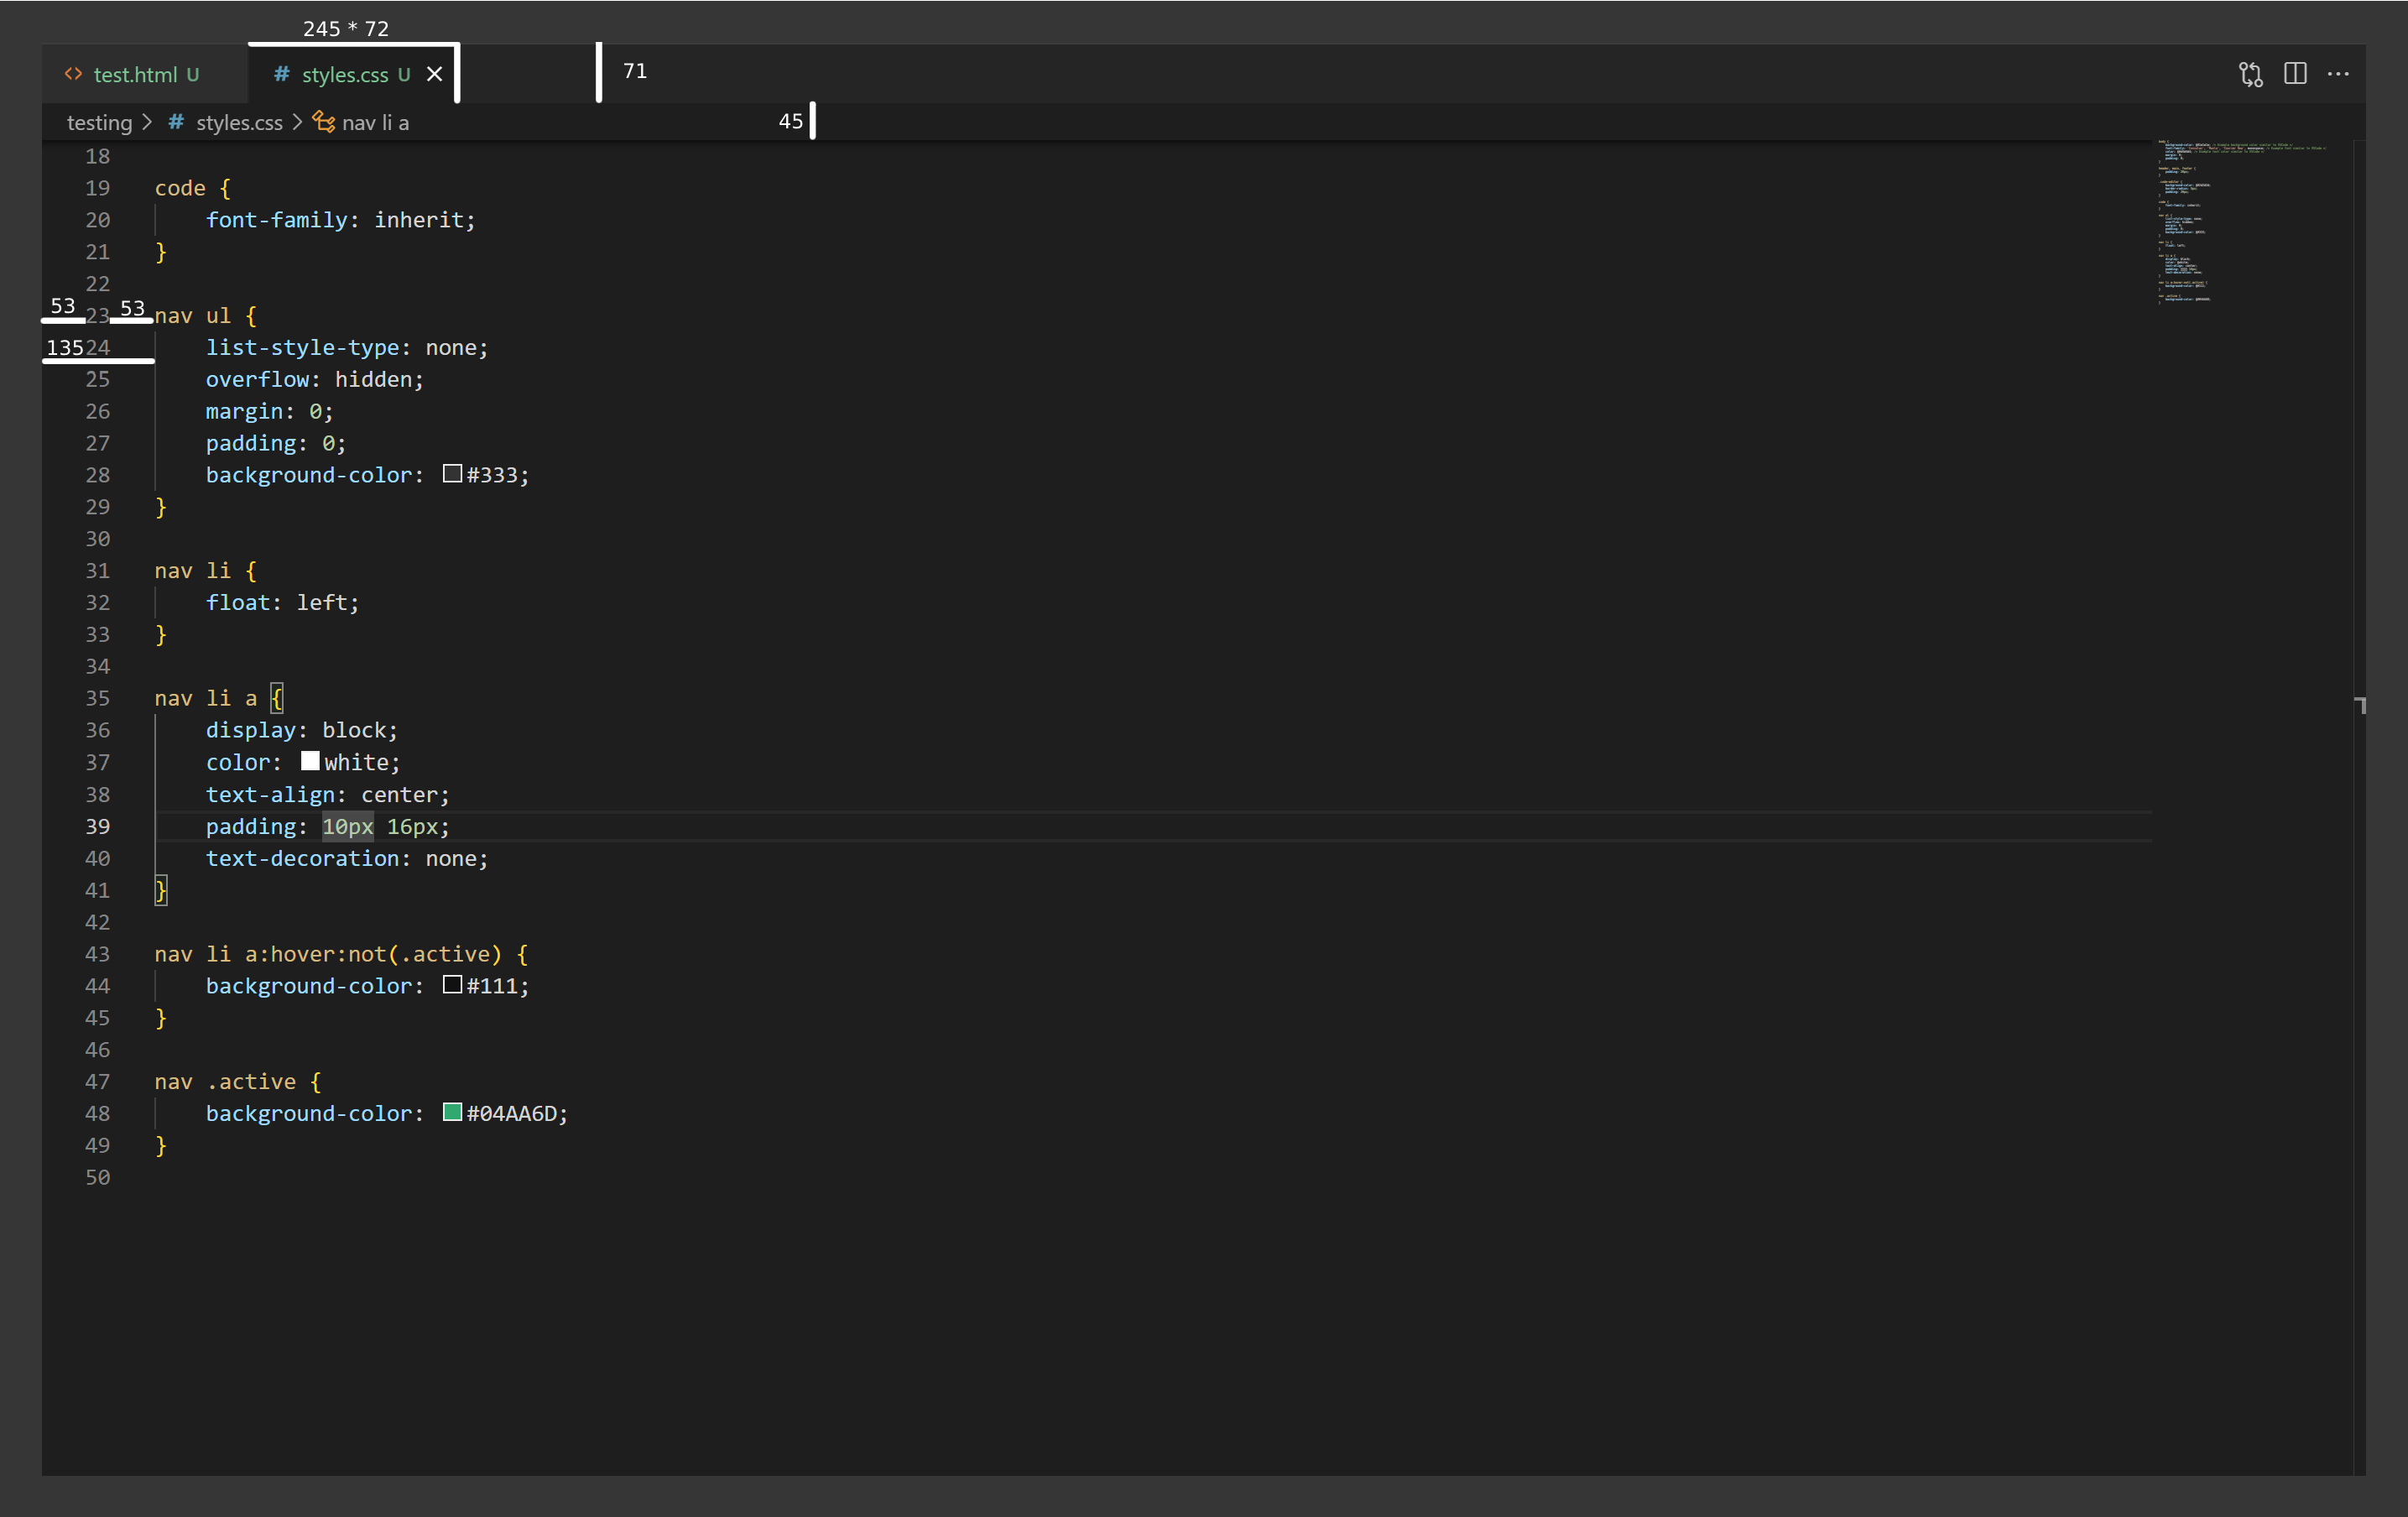 245 * 72
test.html U # styles.css U 71
testing > # styles.css > nav li a 45
18
19 code {
20 font-family: inherit;
21 }
22
53 23 53 nav ul {
135 24 list-style-type: none;
25 overflow: hidden;
26 margin: 0;
27 padding: 0;
28 background-color: #333;
29 }
30
31 nav li {
32 float: left;
33 }
34
35 nav li a {
36 display: block;
37 color: white;
38 text-align: center;
39 padding: 10px 16px;
40 text-decoration: none;
41 }
42
43 nav li a:hover:not(.active) {
44 background-color: #111;
45 }
46
47 nav .active {
48 background-color: #04AA6D;
49 }
50